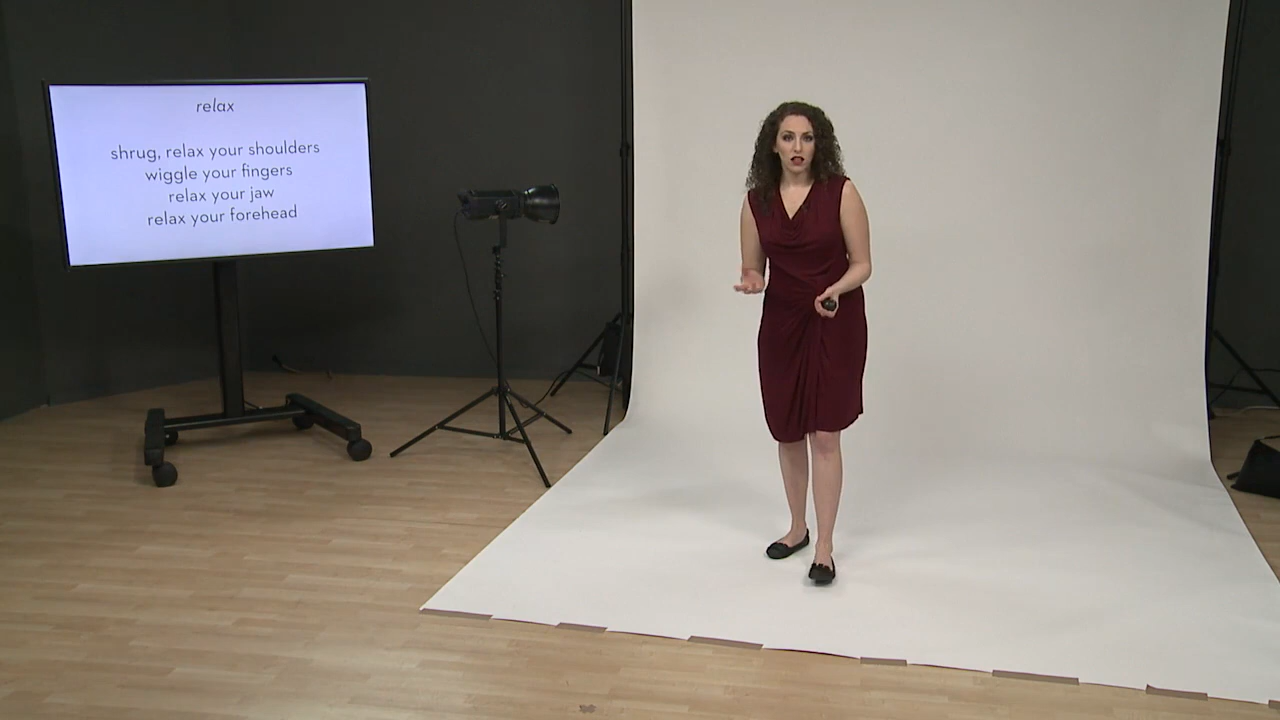 relax
shrug, relax your shoulders
wiggle your fingers
relax your jaw
relax your forehead